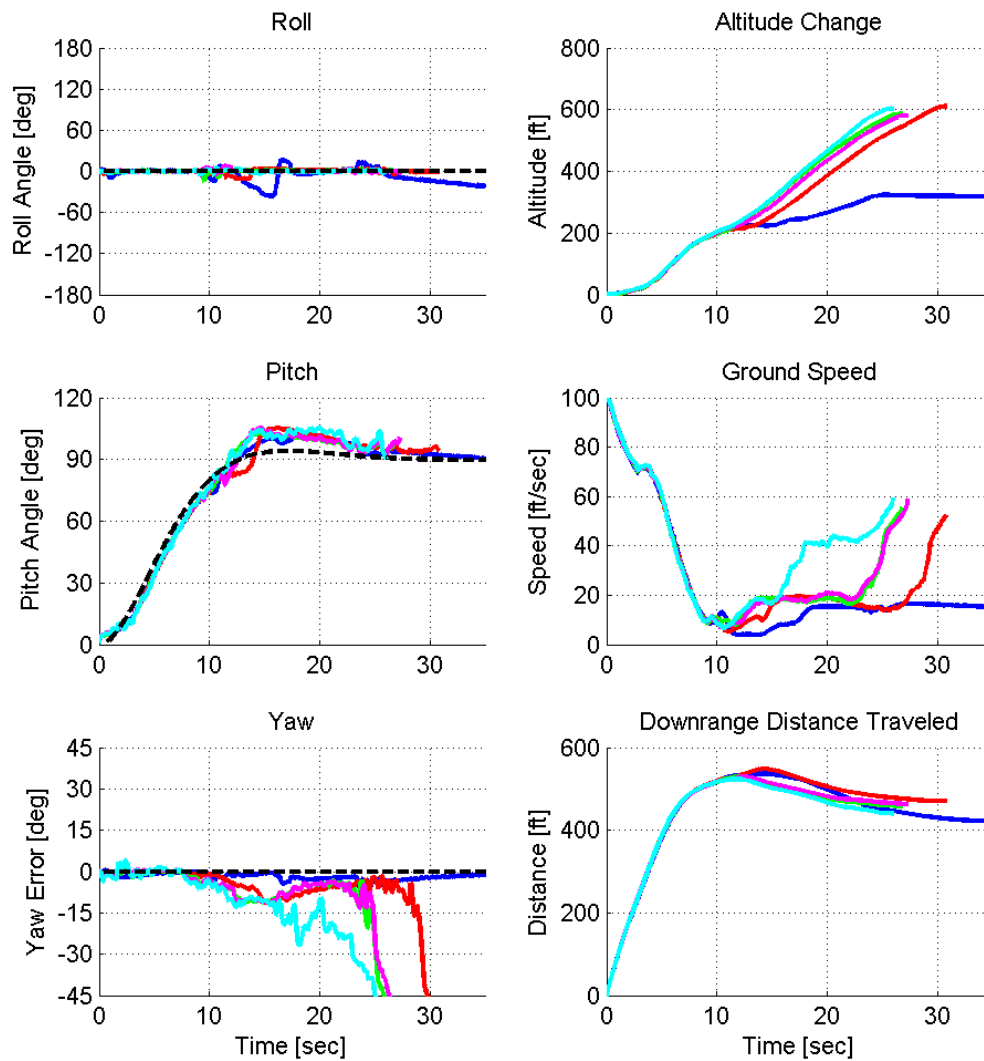 Roll
Roll Angle [deg]
180
120
60
0
-60
-120
-180
0 10 20 30
Altitude Change
Altitude [ft]
800
600
400
200
0
0 10 20 30
Pitch
Pitch Angle [deg]
120
90
60
30
0
0 10 20 30
Ground Speed
Speed [ft/sec]
100
80
60
40
20
0
0 10 20 30
Yaw
Yaw Error [deg]
45
30
15
0
-15
-30
-45
0 10 20 30
Time [sec]
Downrange Distance Traveled
Distance [ft]
600
400
200
0
0 10 20 30
Time [sec]